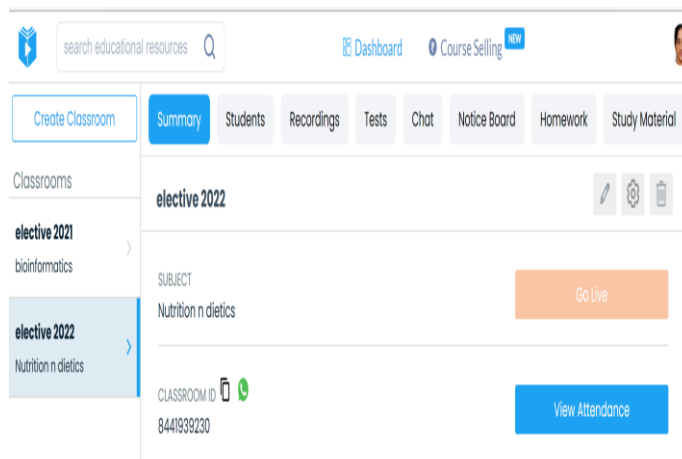 search educational resources
Dashboard
Course Selling NEW
Create Classroom
Summary
Students
Recordings
Tests
Chat
Notice Board
Homework
Study Material
Classrooms
elective 2021
bioinformatics
elective 2022
Nutrition n dietics
elective 2022
SUBJECT
Nutrition n dietics
Go Live
CLASSROOM ID
8441939230
View Attendance